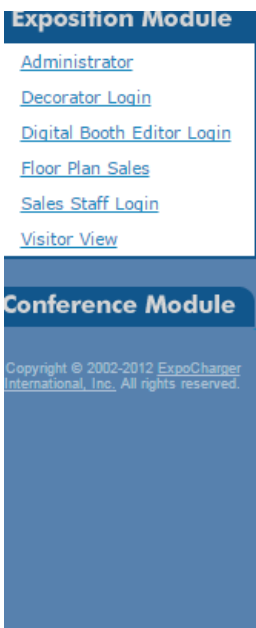 Exposition Module
Administrator
Decorator Login
Digital Booth Editor Login
Floor Plan Sales
Sales Staff Login
Visitor View
Conference Module
Copyright © 2002-2012 ExpoCharger
International, Inc. All rights reserved.